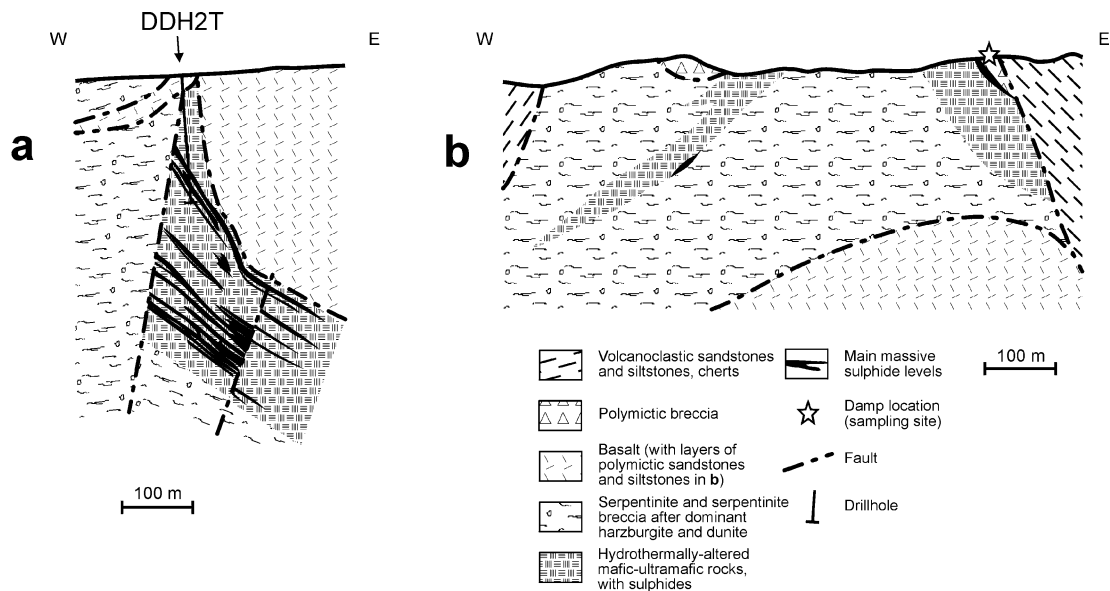 DDH2T
W
E
a
100 m
W
E
b
Volcanoclastic sandstones
and siltstones, cherts
Polymictic breccia
Basalt (with layers of
polymictic sandstones
and siltstones in b)
Serpentinite and serpentinite
breccia after dominant
harzburgite and dunite
Hydrothermally-altered
mafic-ultramafic rocks,
with sulphides
Main massive
sulphide levels
Damp location
(sampling site)
Fault
Drillhole
100 m